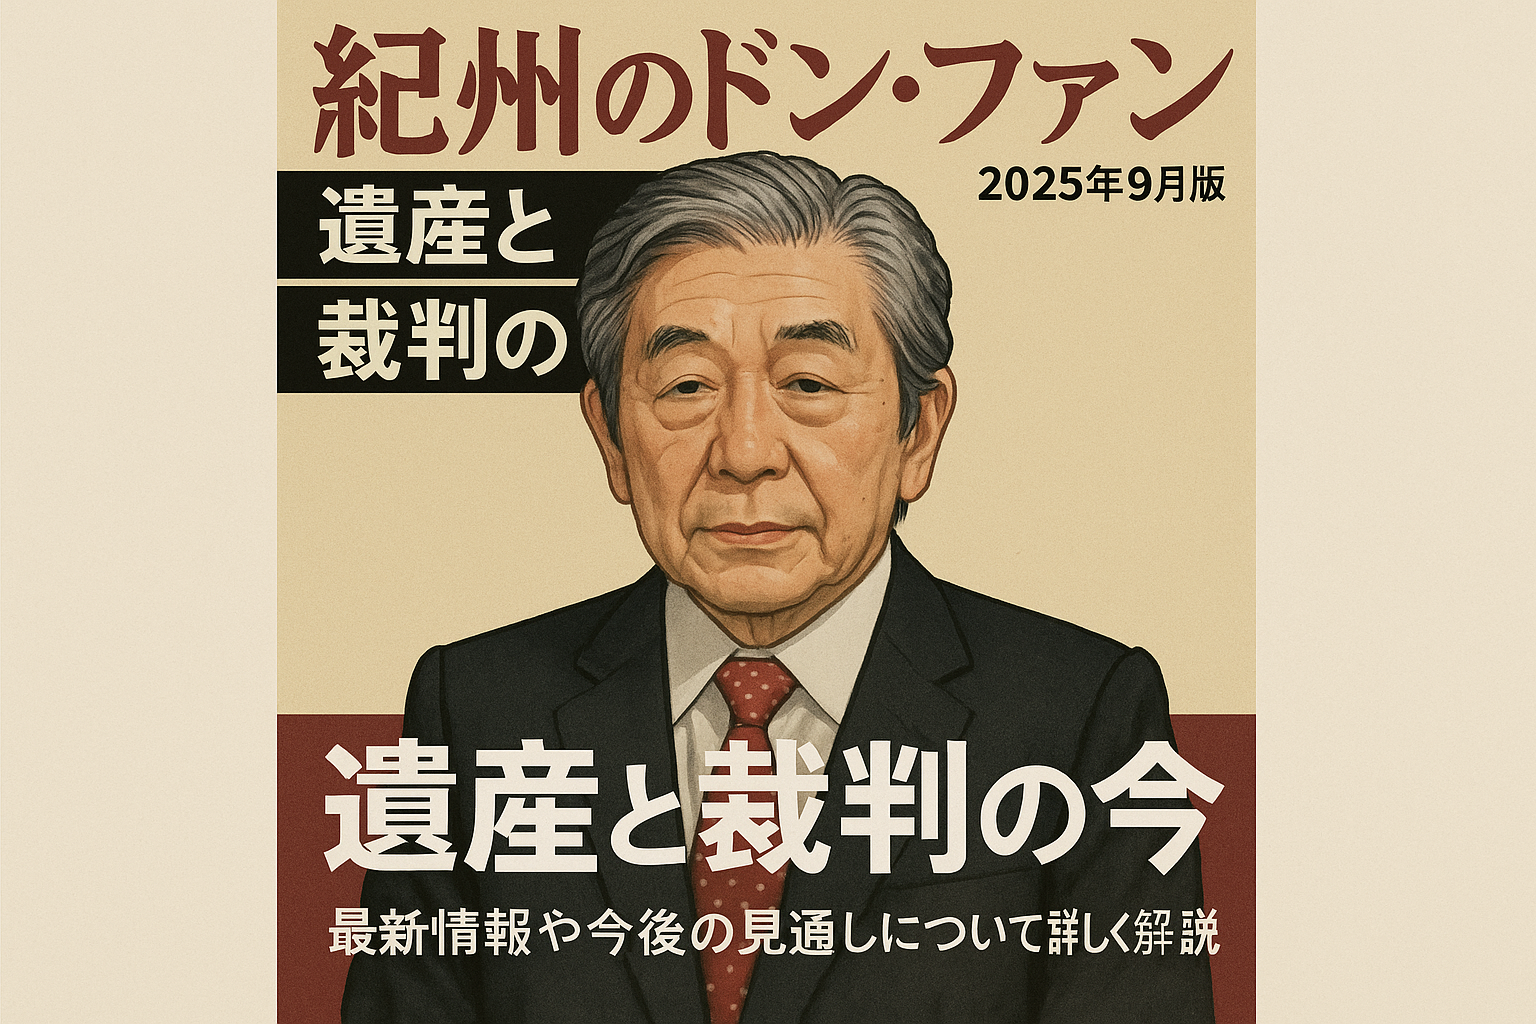 紀州のドン・ファン
2025年9月版
遺産と
裁判の
遺産と裁判の今
最新情報や今後の見通しについて詳しく解説